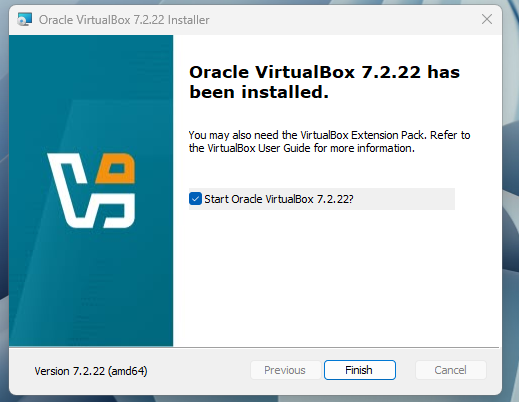 Oracle VirtualBox 7.2.22 Installer
Oracle VirtualBox 7.2.22 has
been installed.
You may also need the VirtualBox Extension Pack. Refer to
the VirtualBox User Guide for more information.
Start Oracle VirtualBox 7.2.22?
Version 7.2.22 (amd64)
Previous
Finish
Cancel